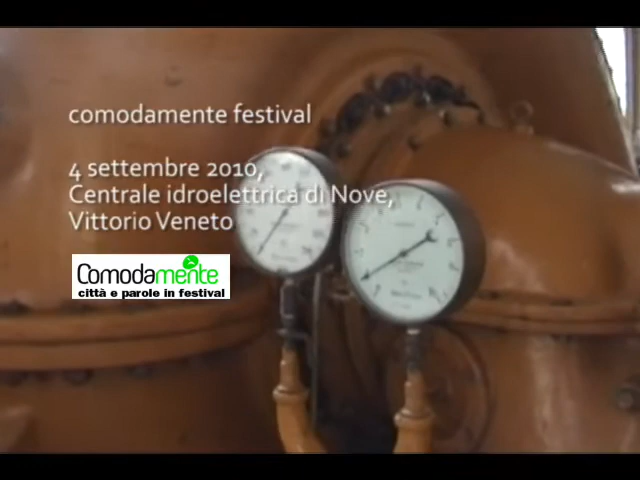 comodamente festival
4 settembre 2010,
Centrale idroelettrica di Nove,
Vittorio Veneto
Comodamente
città e parole in festival